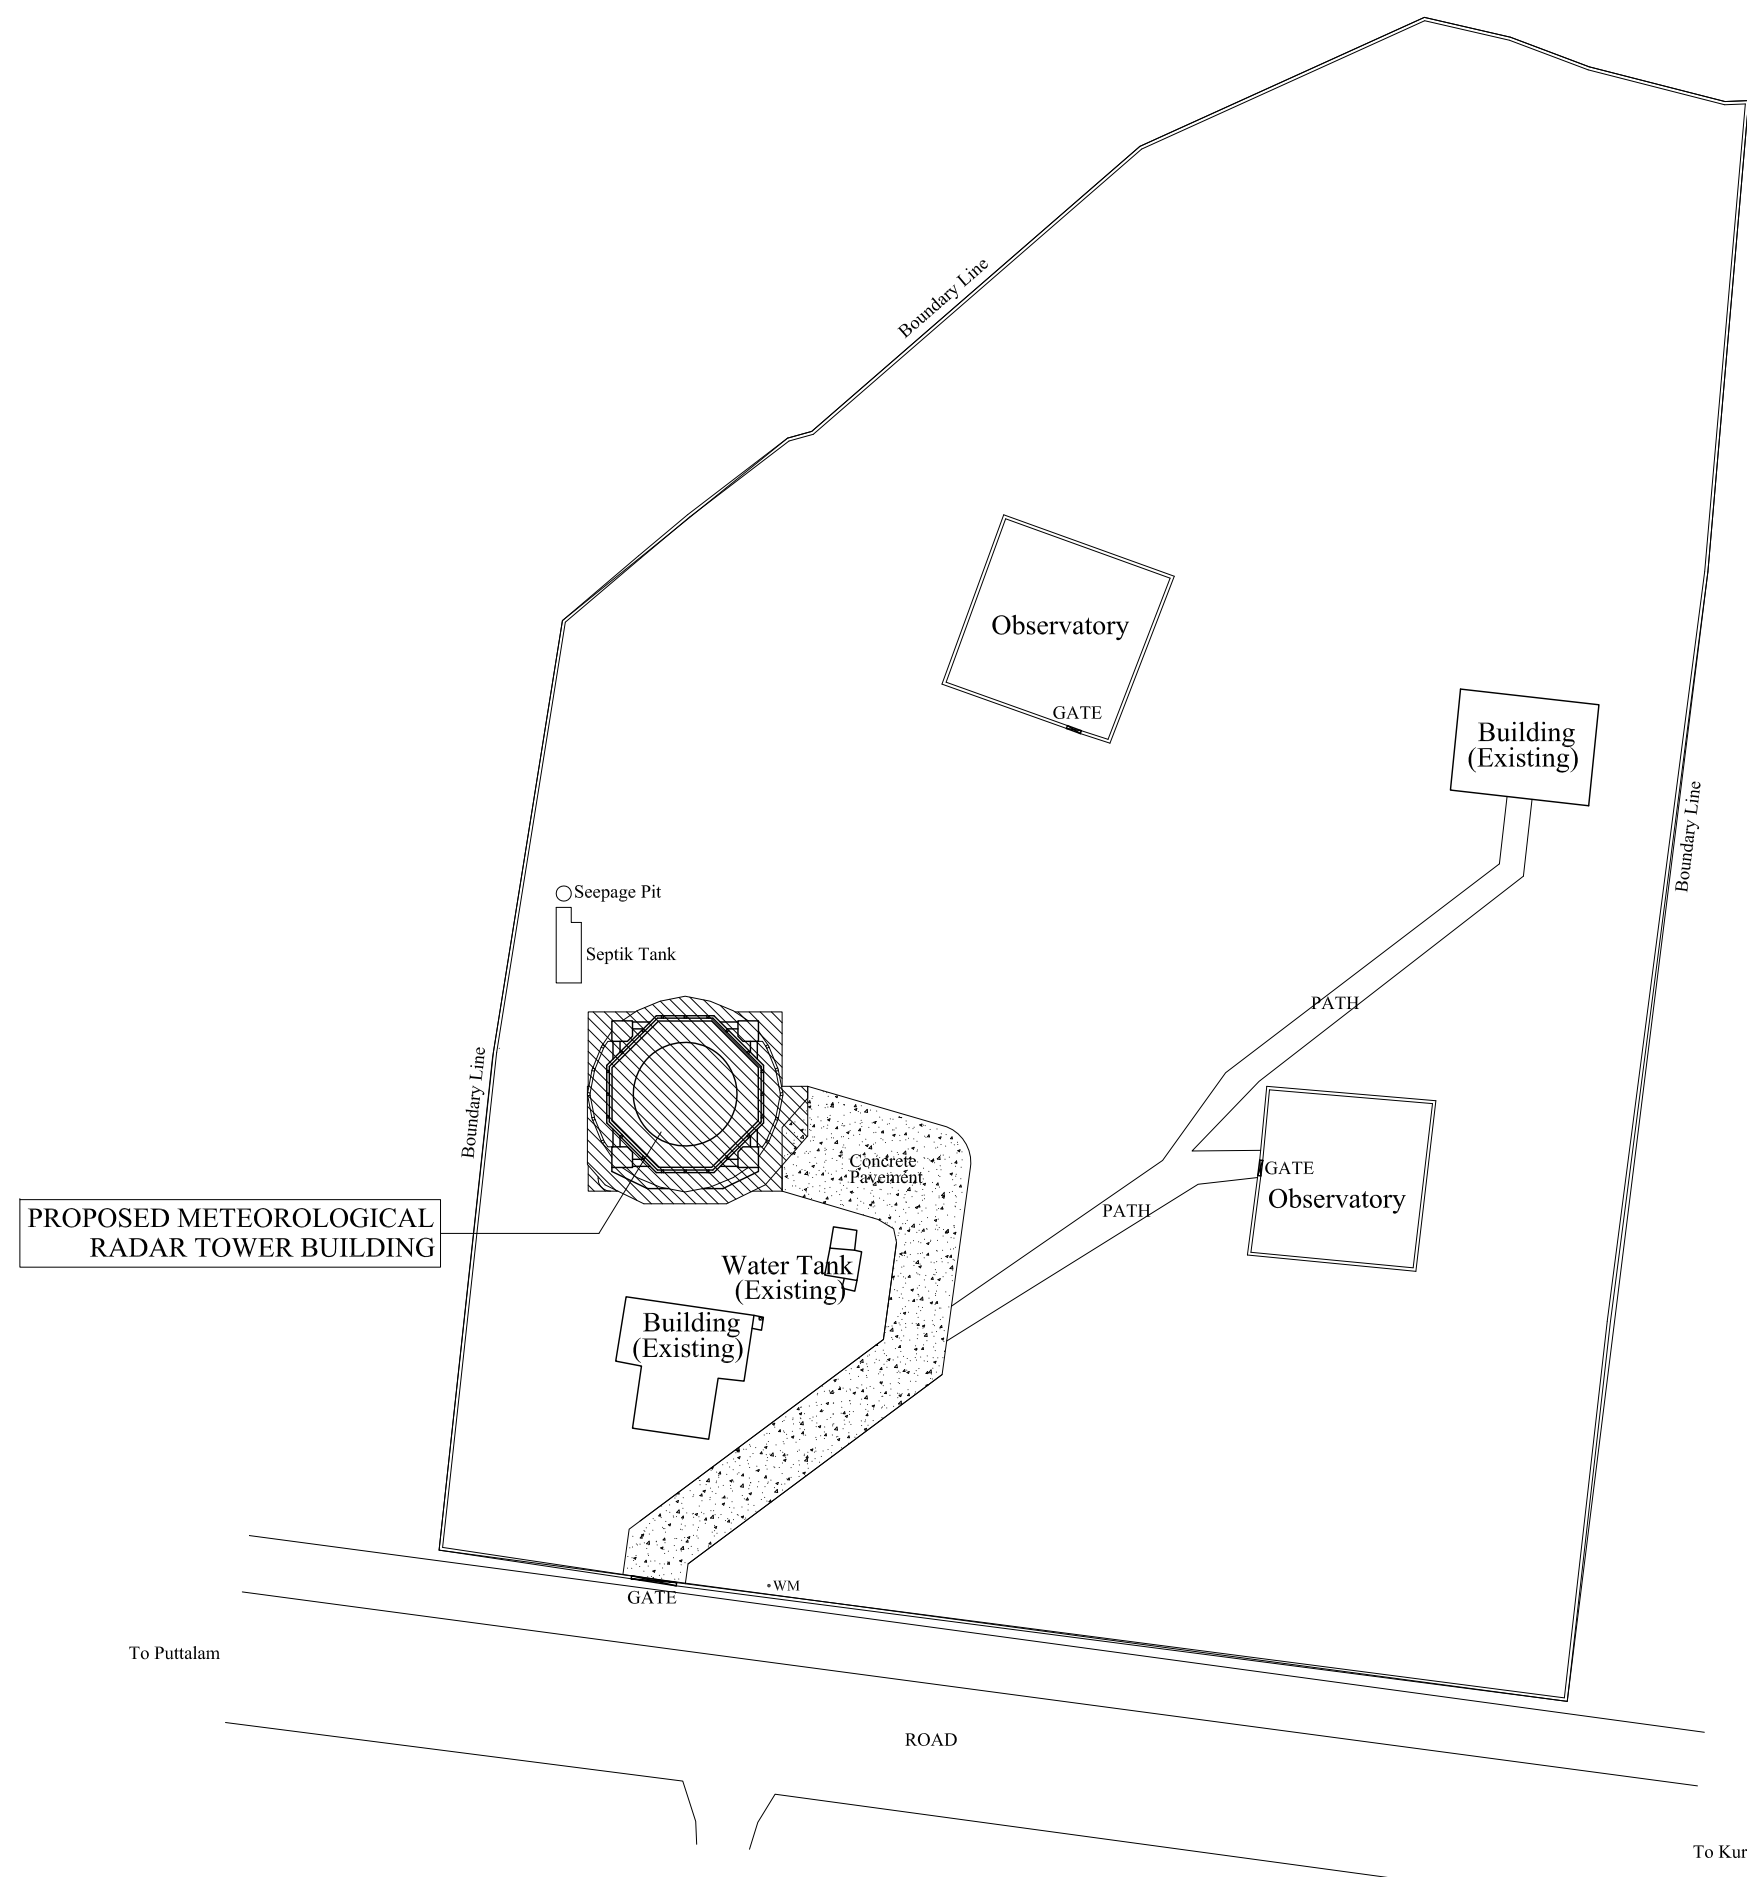 Boundary Line
Observatory
GATE
Building
(Existing)
Boundary Line
Seepage Pit
Septik Tank
PATH
Boundary Line
Concrete
Pavement
GATE
Observatory
PATH
PROPOSED METEOROLOGICAL
RADAR TOWER BUILDING
Water Tank
(Existing)
Building
(Existing)
WM
GATE
To Puttalam
ROAD
To Kur